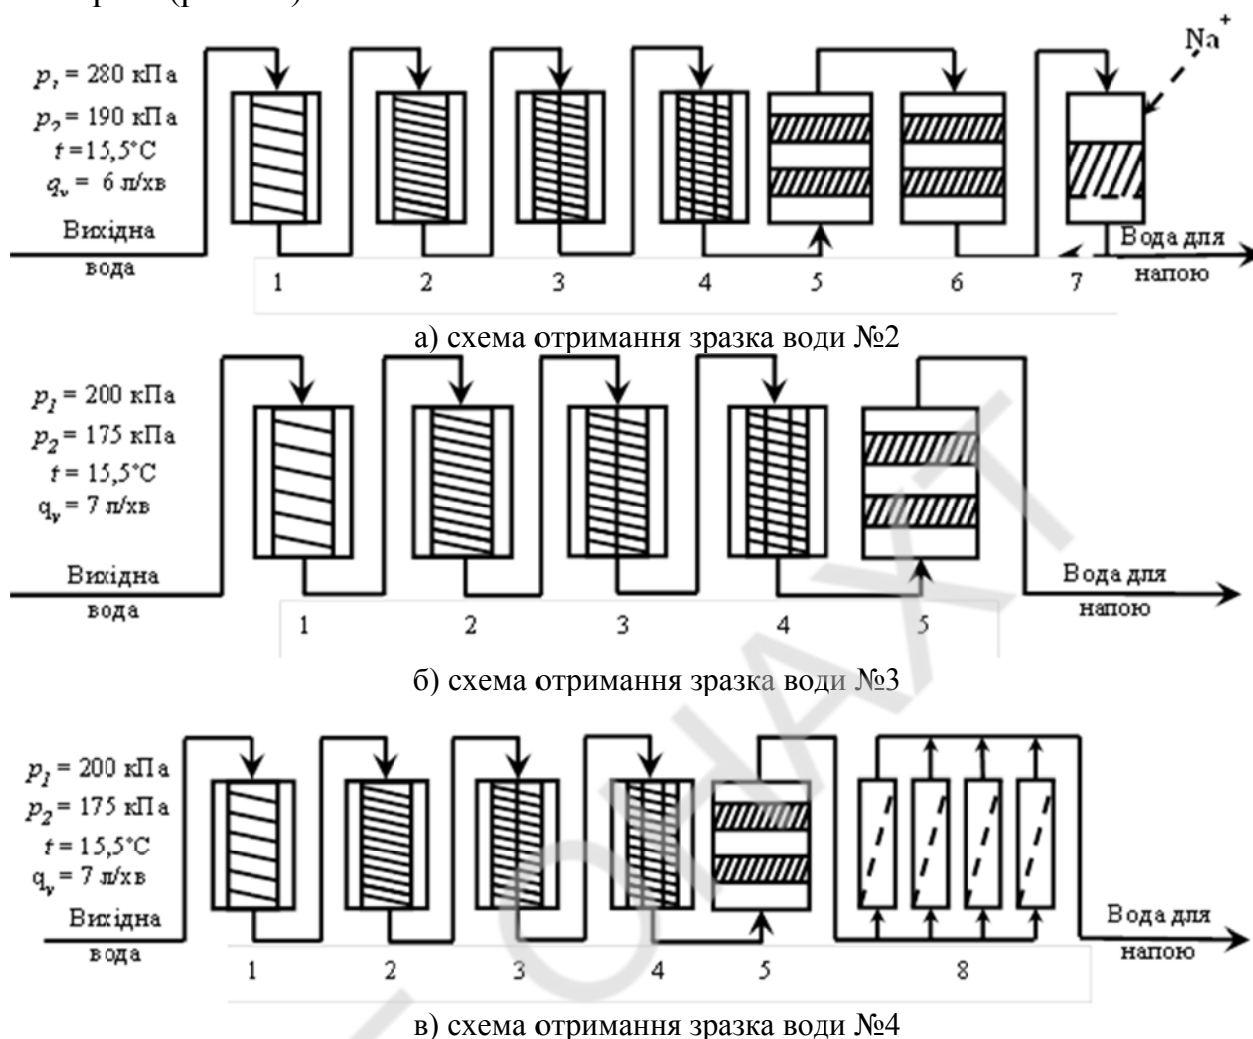 Na⁺
p₁ = 280 кПа
p₂ = 190 кПа
t = 15,5°C
qᵥ = 6 л/хв
Вихідна
вода
Вода для
напою
1 2 3 4 5 6 7
а) схема отримання зразка води №2
p₁ = 200 кПа
p₂ = 175 кПа
t = 15,5°C
qᵥ = 7 л/хв
Вихідна
вода
Вода для
напою
1 2 3 4 5
б) схема отримання зразка води №3
p₁ = 200 кПа
p₂ = 175 кПа
t = 15,5°C
qᵥ = 7 л/хв
Вихідна
вода
Вода для
напою
1 2 3 4 5 8
в) схема отримання зразка води №4
ОНАХТ